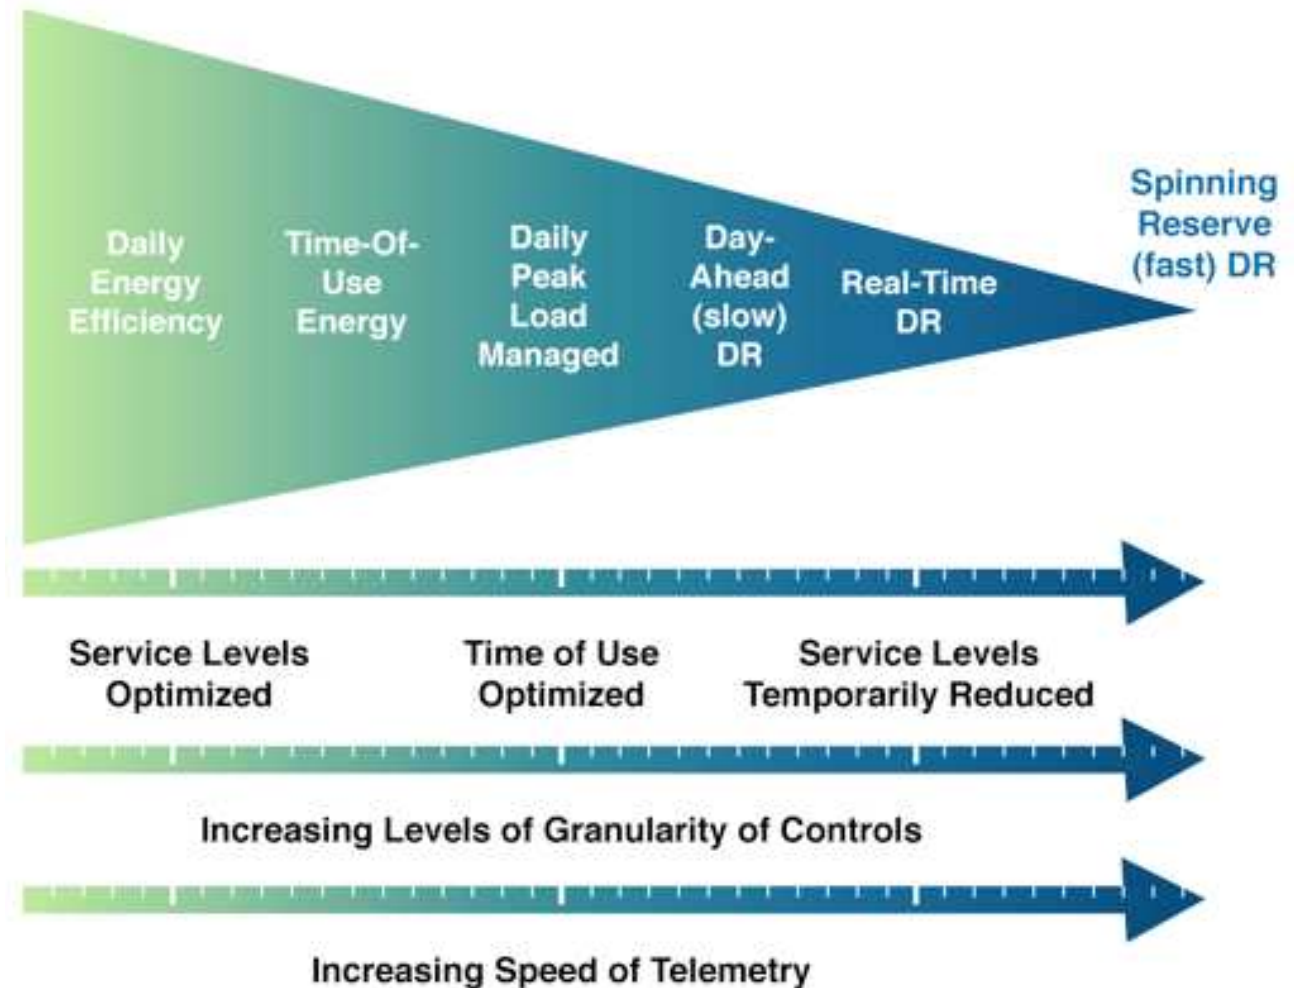 Daily
Energy
Efficiency
Time-Of-
Use
Energy
Daily
Peak
Load
Managed
Day-
Ahead
(slow)
DR
Real-Time
DR
Spinning
Reserve
(fast) DR
Service Levels
Optimized
Time of Use
Optimized
Service Levels
Temporarily Reduced
Increasing Levels of Granularity of Controls
Increasing Speed of Telemetry